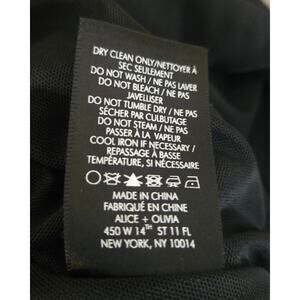 DRY CLEAN ONLY/NETTOYER À
SEC SEULEMENT
DO NOT WASH / NE PAS LAVER
DO NOT BLEACH / NE PAS
JAVELLISER
DO NOT TUMBLE DRY / NE PAS
SÉCHER PAR CULBUTAGE
DO NOT STEAM / NE PAS
PASSER À LA VAPEUR
COOL IRON IF NECESSARY /
REPASSAGE À BASSE
TEMPÉRATURE, SI NÉCESSAIRE
MADE IN CHINA
FABRIQUÉ EN CHINE
ALICE + OLIVIA
450 W 14TH ST 11 FL
NEW YORK, NY 10014